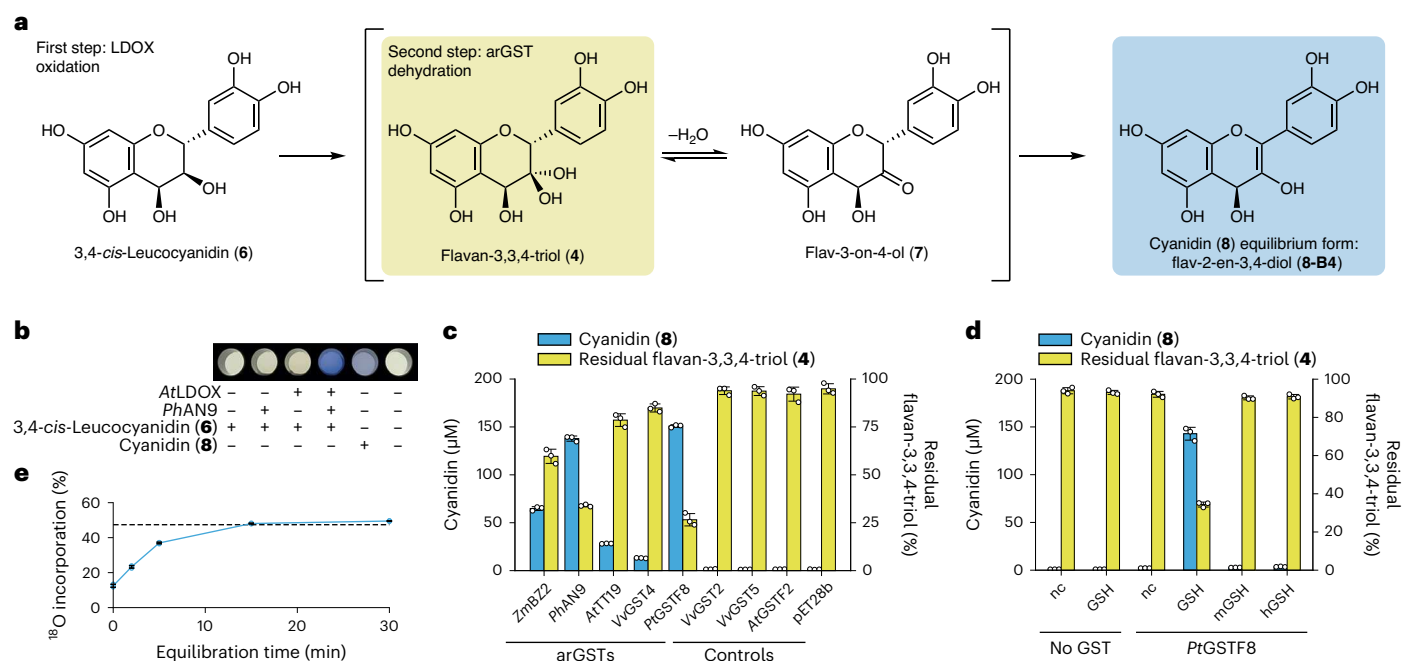 a
First step: LDOX
oxidation
Second step: arGST
dehydration
OH
OH
HO
O
OH
OH
OH
3,4-cis-Leucocyanidin (6)
OH
OH
HO
O
OH
OH
OH
OH
Flavan-3,3,4-triol (4)
–H2O
OH
OH
HO
O
O
OH
OH
Flav-3-on-4-ol (7)
OH
OH
HO
O
OH
OH
OH
Cyanidin (8) equilibrium form:
flav-2-en-3,4-diol (8-B4)
b
AtLDOX – – + + – –
PhAN9 – + – + – –
3,4-cis-Leucocyanidin (6) + + + + – –
Cyanidin (8) – – – – + –
c
Cyanidin (8)
Residual flavan-3,3,4-triol (4)
Cyanidin (µM)
200
150
100
50
0
100
75
50
25
0
Residual
flavan-3,3,4-triol (%)
ZmBZ2
PhAN9
AtTT19
VvGST4
PtGSTF8
VvGST2
VvGST5
AtGSTF2
pET28b
arGSTs
Controls
d
Cyanidin (8)
Residual flavan-3,3,4-triol (4)
Cyanidin (µM)
200
150
100
50
0
100
80
60
40
20
0
Residual
flavan-3,3,4-triol (%)
nc
GSH
nc
GSH
mGSH
hGSH
No GST
PtGSTF8
e
18O incorporation (%)
60
40
20
0
0
10
20
30
Equilibration time (min)